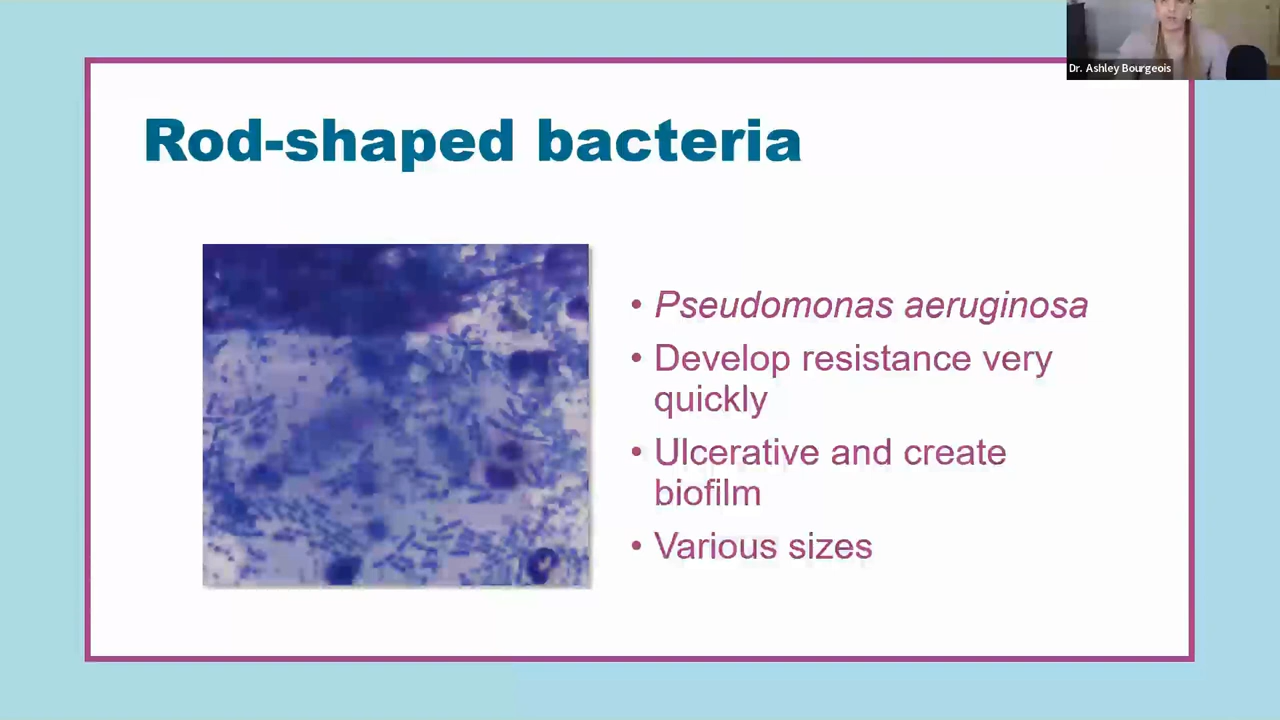 Dr. Ashley Bourgeois
Rod-shaped bacteria
• Pseudomonas aeruginosa
• Develop resistance very
quickly
• Ulcerative and create
biofilm
• Various sizes